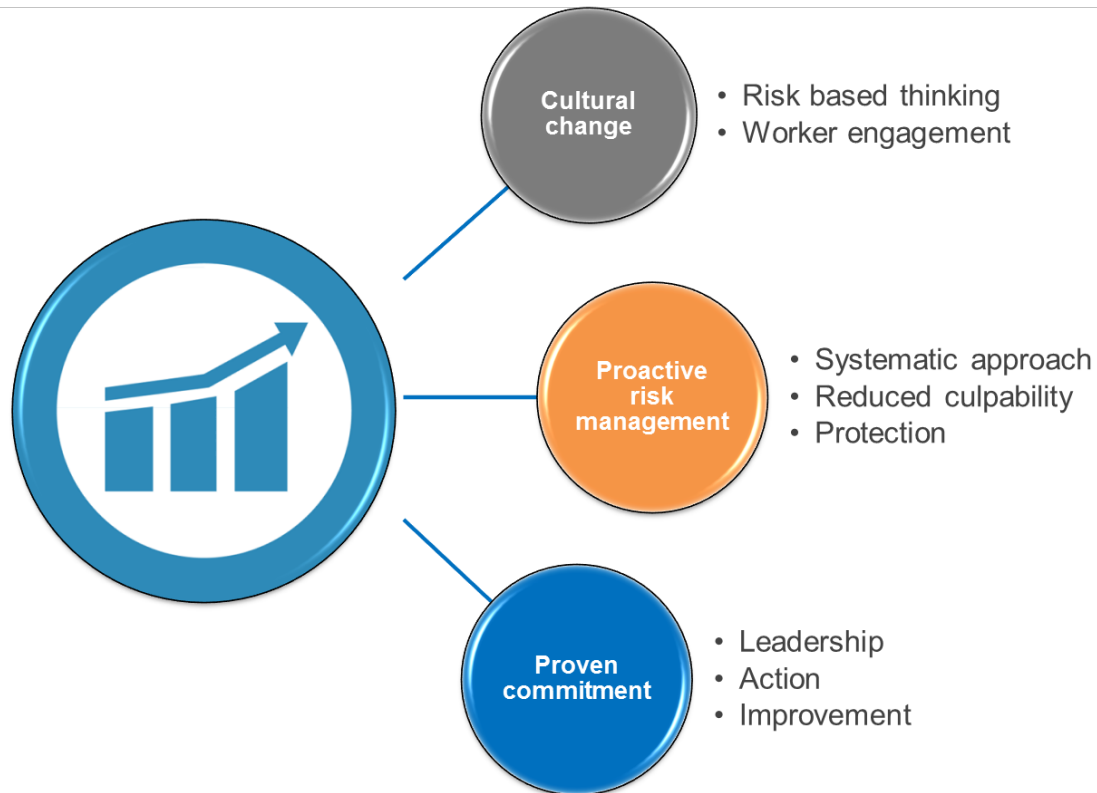 Cultural
change
• Risk based thinking
• Worker engagement
Proactive
risk
management
• Systematic approach
• Reduced culpability
• Protection
Proven
commitment
• Leadership
• Action
• Improvement